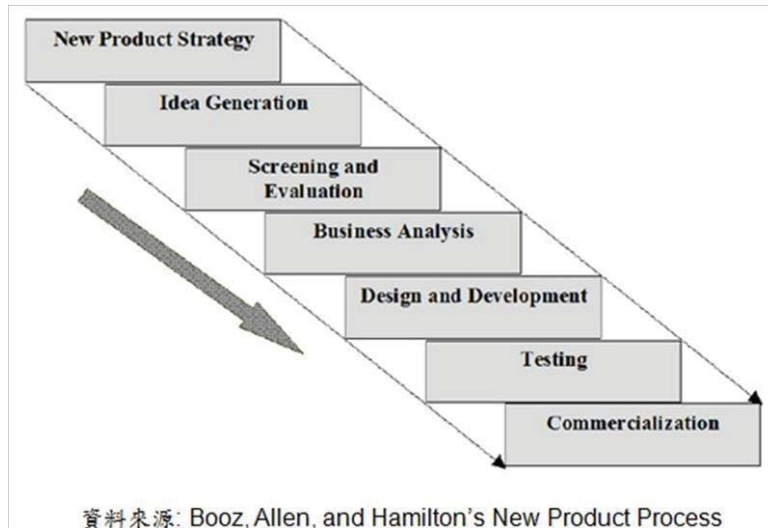 New Product Strategy
Idea Generation
Screening and
Evaluation
Business Analysis
Design and Development
Testing
Commercialization
資料來源: Booz, Allen, and Hamilton's New Product Process